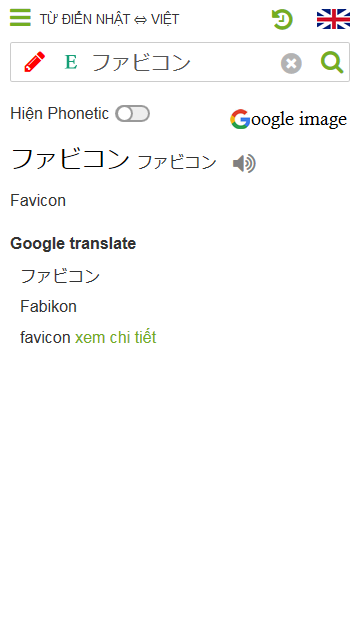 TỪ ĐIỂN NHẬT ⇔ VIỆT
E ファビコン
Hiện Phonetic
Google image
ファビコン ファビコン
Favicon
Google translate
ファビコン
Fabikon
favicon xem chi tiết